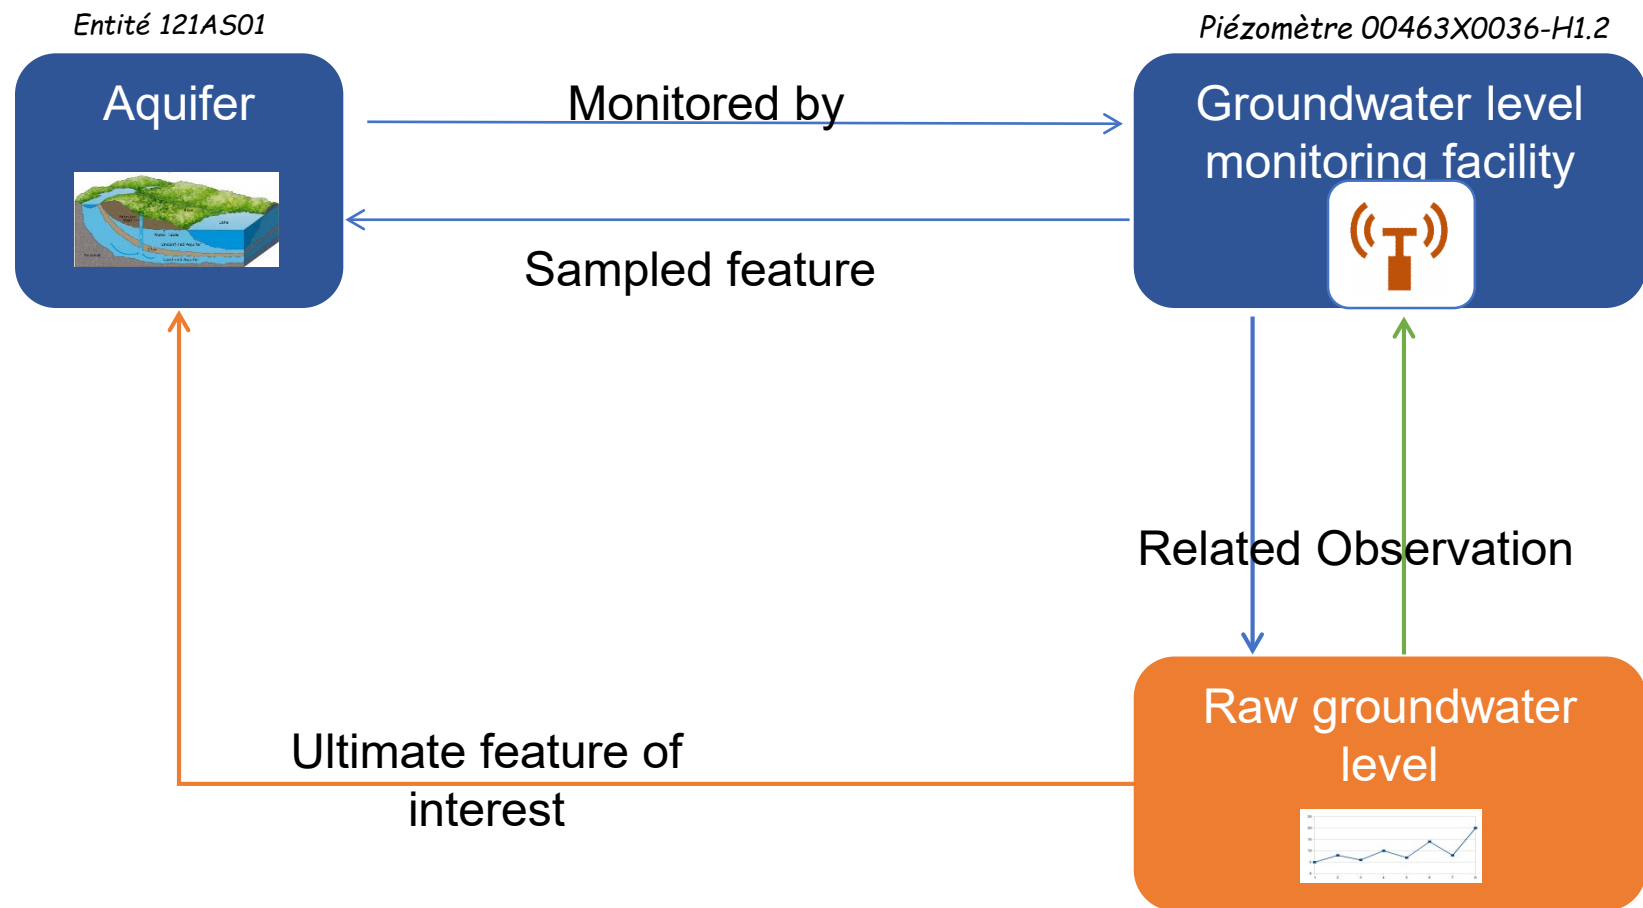 Entité 121AS01
Piézomètre 00463X0036-H1.2
Aquifer
Monitored by
Groundwater level
monitoring facility
Sampled feature
Related Observation
Raw groundwater
level
Ultimate feature of
interest